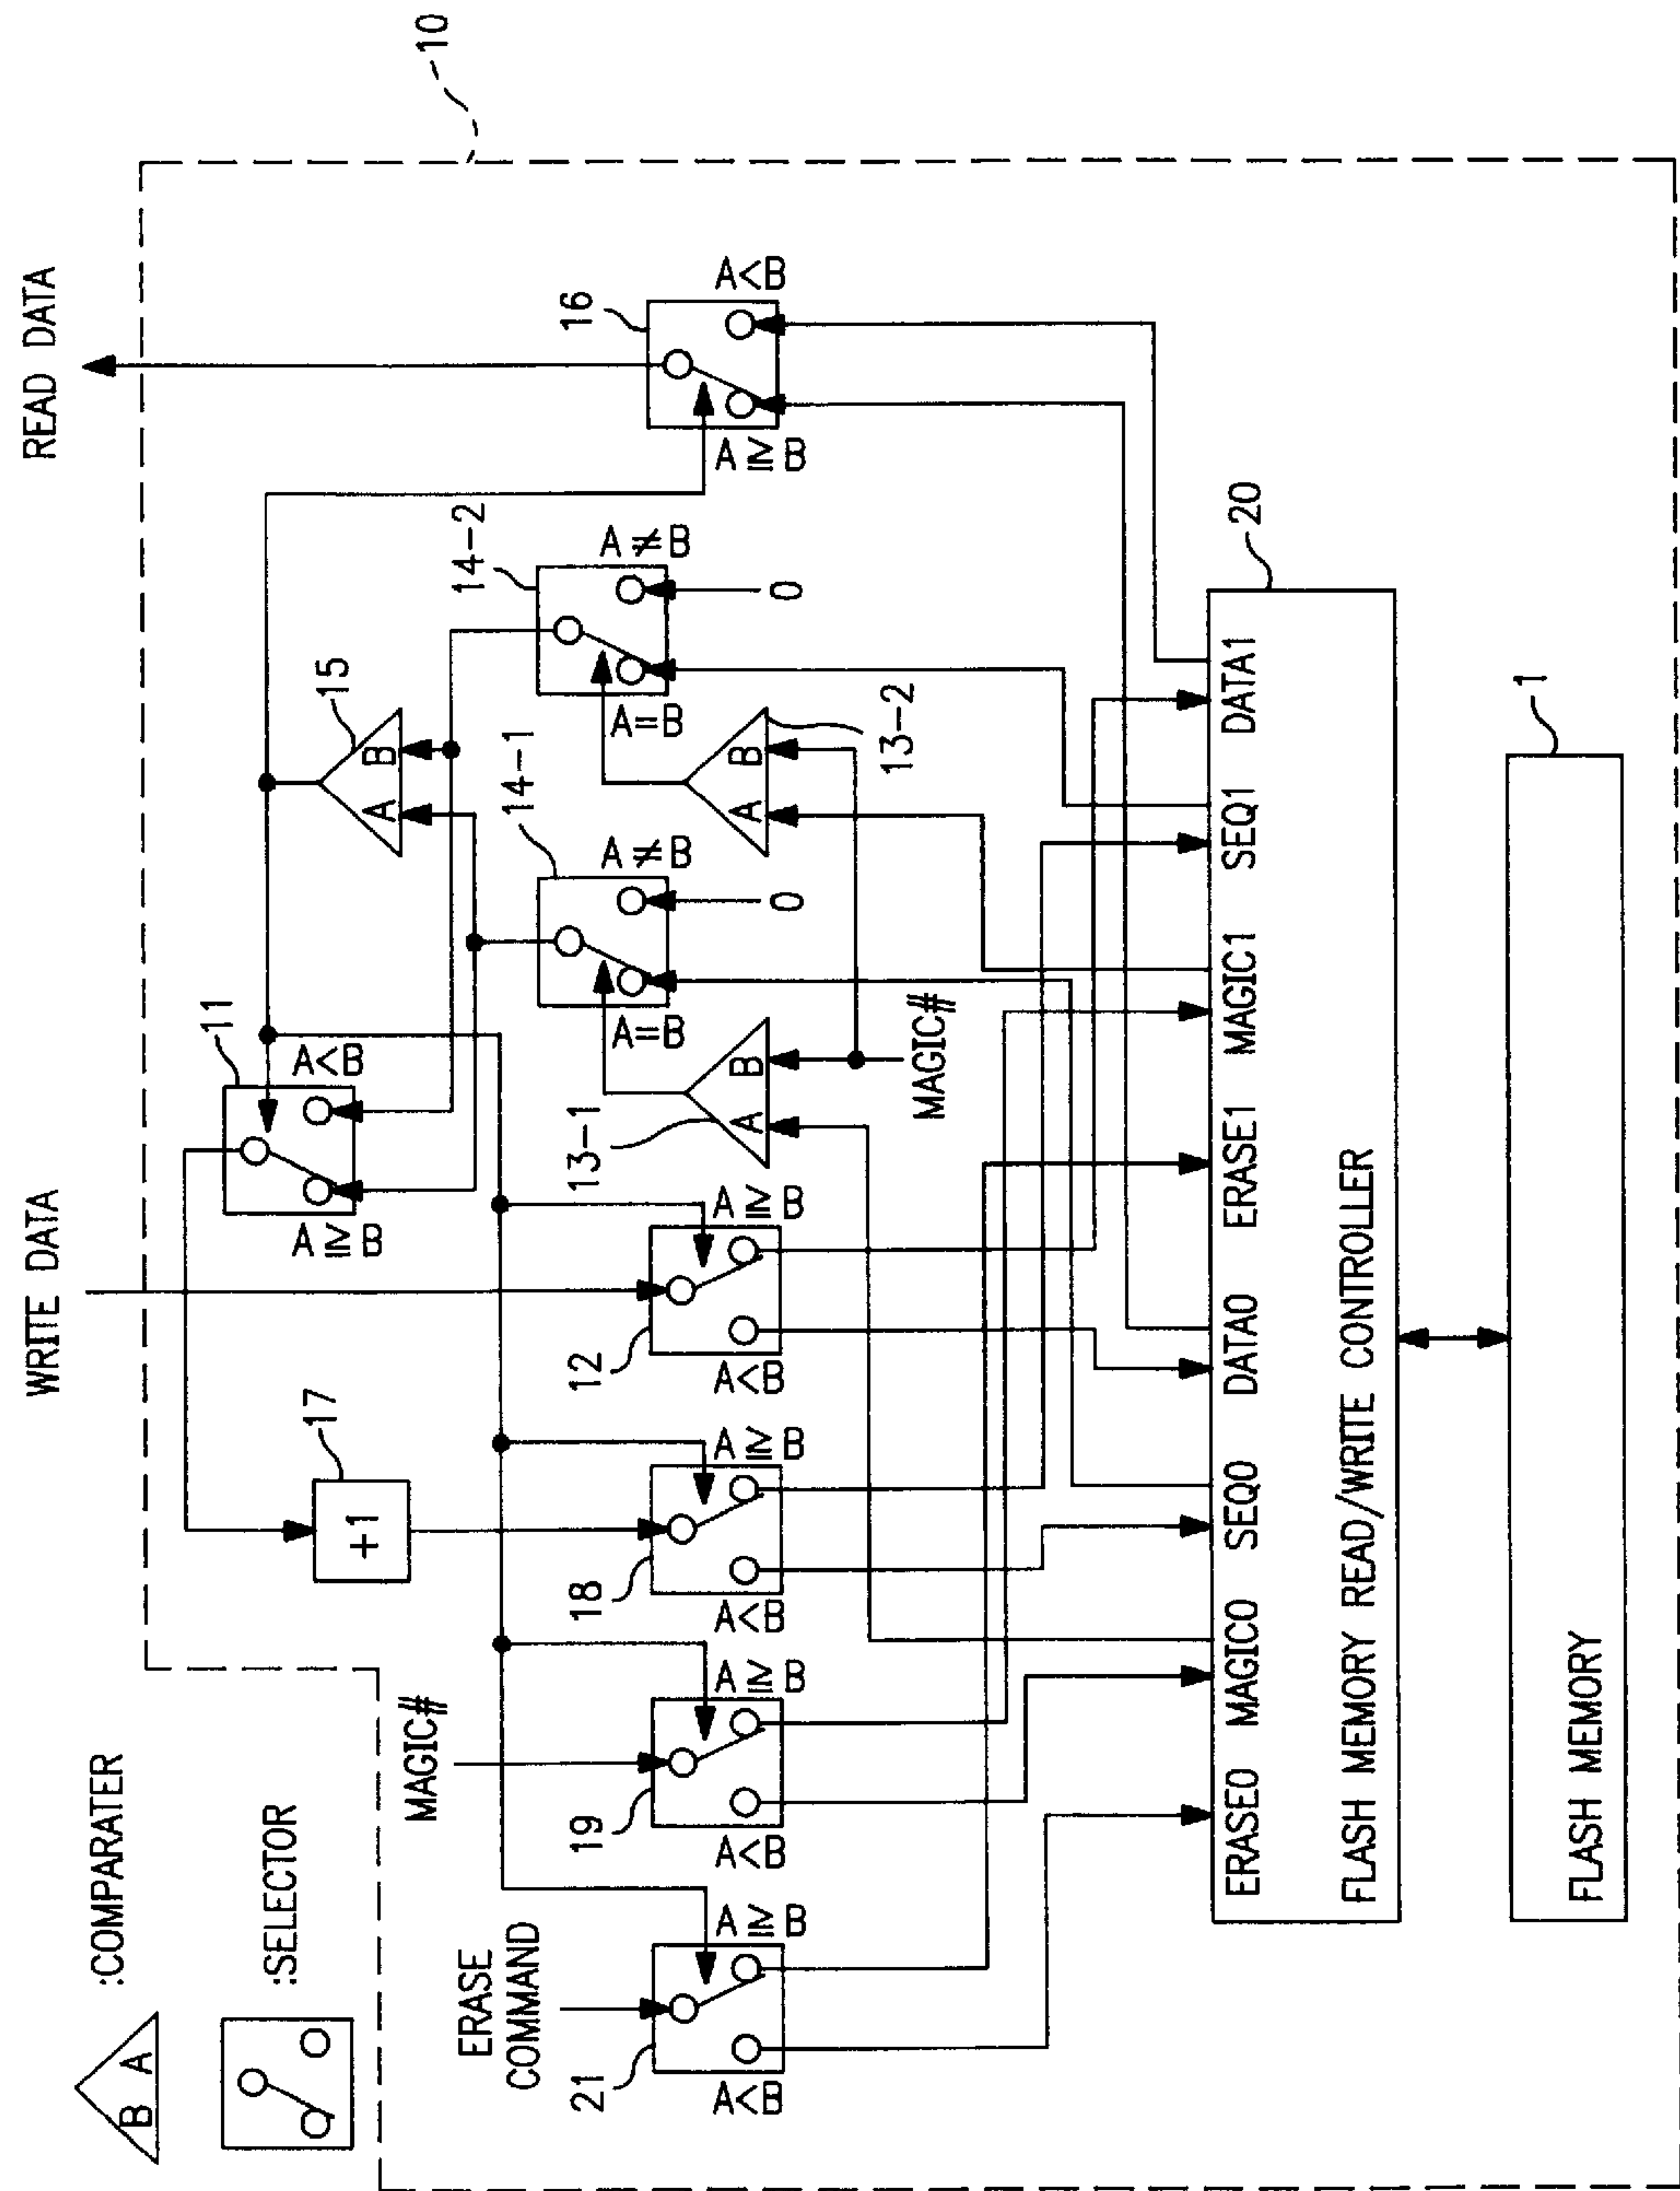 B A
:COMPARATER
:SELECTOR
WRITE DATA
READ DATA
10
MAGIC#
ERASE
COMMAND
17
+1
11
A≧B
A<B
15
A B
21
A<B
A≧B
19
A<B
A≧B
18
A<B
A≧B
12
A<B
A≧B
13-1
A B
MAGIC#
14-1
A=B
A≠B
0
13-2
A B
14-2
A=B
A≠B
0
16
A≧B
A<B
20
ERASE0 MAGIC0 SEQ0 DATA0 ERASE1 MAGIC1 SEQ1 DATA1
FLASH MEMORY READ/WRITE CONTROLLER
1
FLASH MEMORY